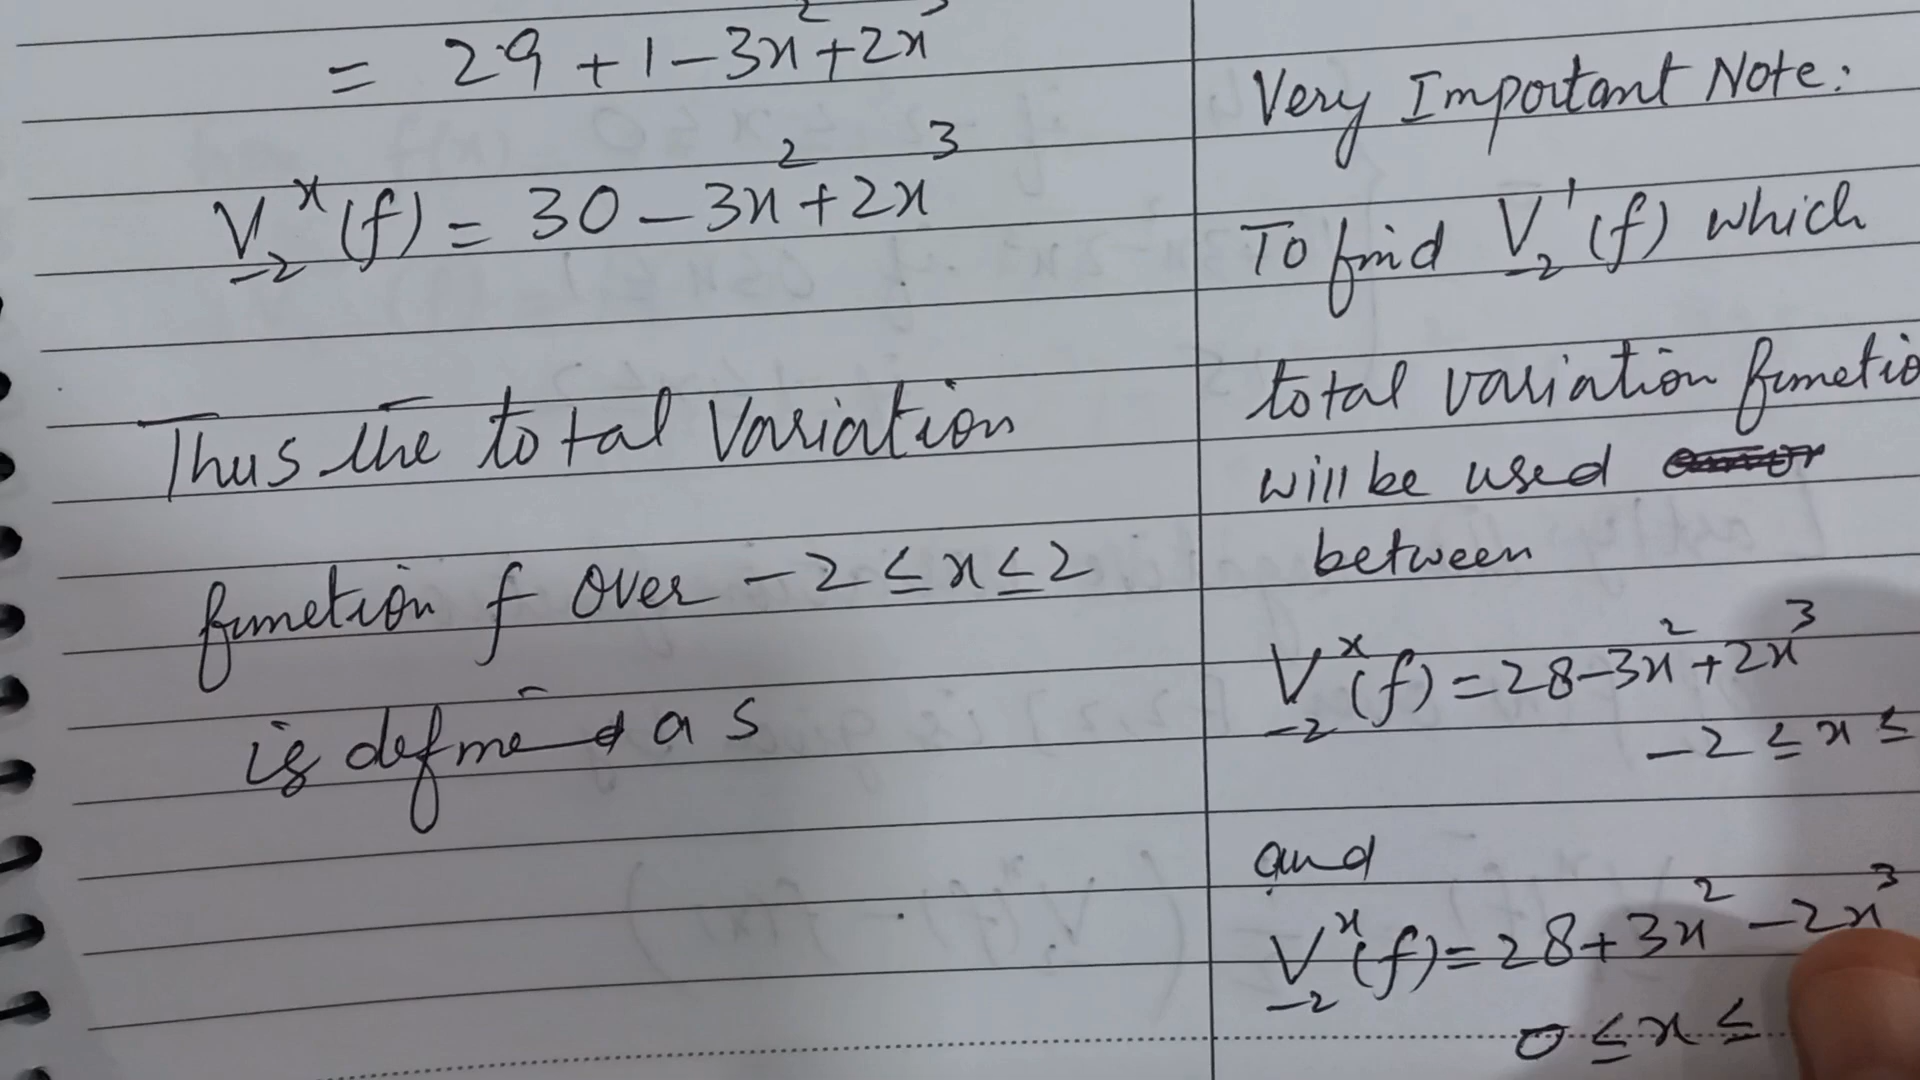 = 29 + 1 - 3x² + 2x³
V₋₂ˣ(f) = 30 - 3x² + 2x³
Thus the total Variation
function f over -2 ≤ x ≤ 2
is defined as
Very Important Note:
To find V₋₂¹(f) which
total variation functio
will be used
between
V₋₂ˣ(f) = 28 - 3x² + 2x³
-2 ≤ x ≤
and
V₋₂ˣ(f) = 28 + 3x² - 2x³
0 ≤ x ≤